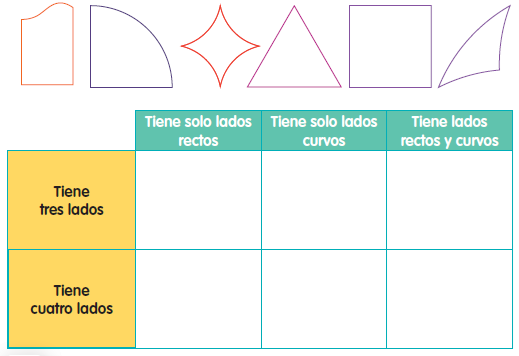 Tiene solo lados
rectos
Tiene solo lados
curvos
Tiene lados
rectos y curvos
Tiene
tres lados
Tiene
cuatro lados